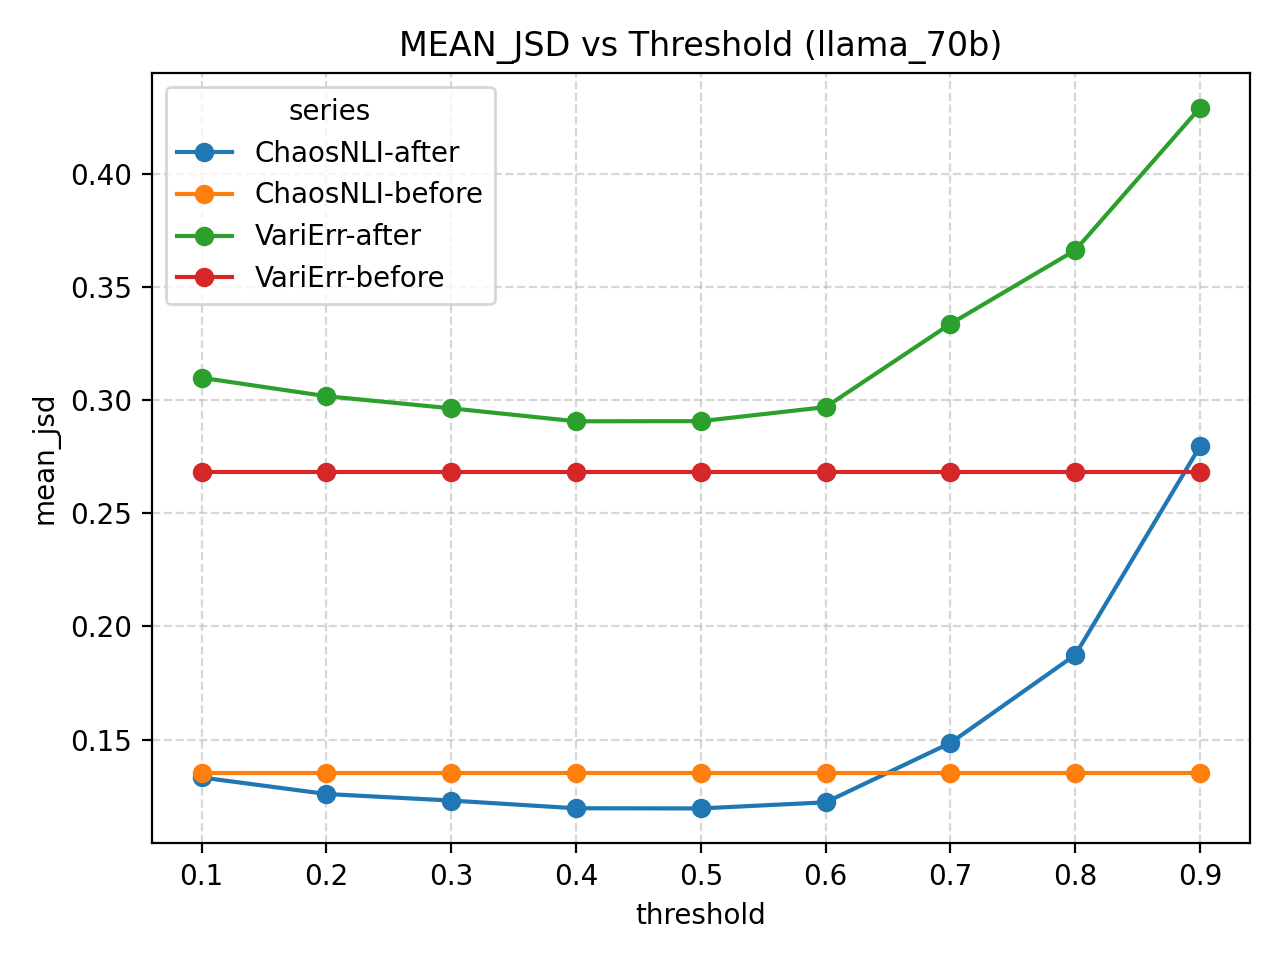 MEAN_JSD vs Threshold (llama_70b)
series
ChaosNLI-after
ChaosNLI-before
VariErr-after
VariErr-before
mean_jsd
0.40
0.35
0.30
0.25
0.20
0.15
0.1 0.2 0.3 0.4 0.5 0.6 0.7 0.8 0.9
threshold